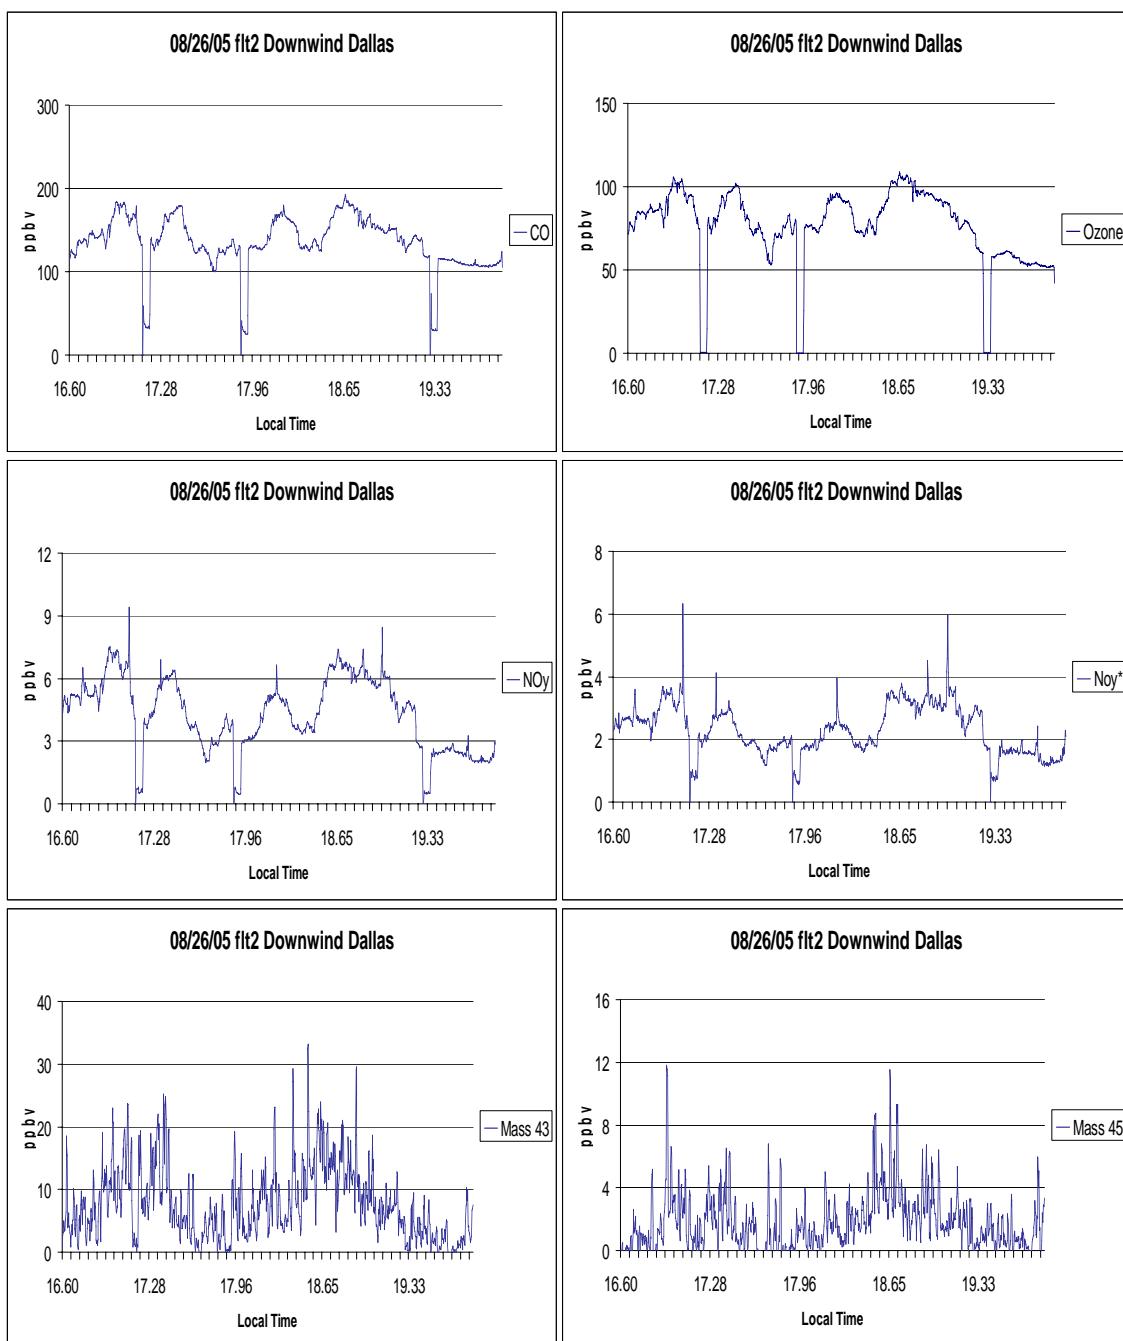 08/26/05 flt2 Downwind Dallas
300
200
100
0
ppbv
16.60 17.28 17.96 18.65 19.33
Local Time
CO
08/26/05 flt2 Downwind Dallas
150
100
50
0
ppbv
16.60 17.28 17.96 18.65 19.33
Local Time
Ozone
08/26/05 flt2 Downwind Dallas
12
9
6
3
0
ppbv
16.60 17.28 17.96 18.65 19.33
Local Time
NOy
08/26/05 flt2 Downwind Dallas
8
6
4
2
0
ppbv
16.60 17.28 17.96 18.65 19.33
Local Time
Noy*
08/26/05 flt2 Downwind Dallas
40
30
20
10
0
ppbv
16.60 17.28 17.96 18.65 19.33
Local Time
Mass 43
08/26/05 flt2 Downwind Dallas
16
12
8
4
0
ppbv
16.60 17.28 17.96 18.65 19.33
Local Time
Mass 45